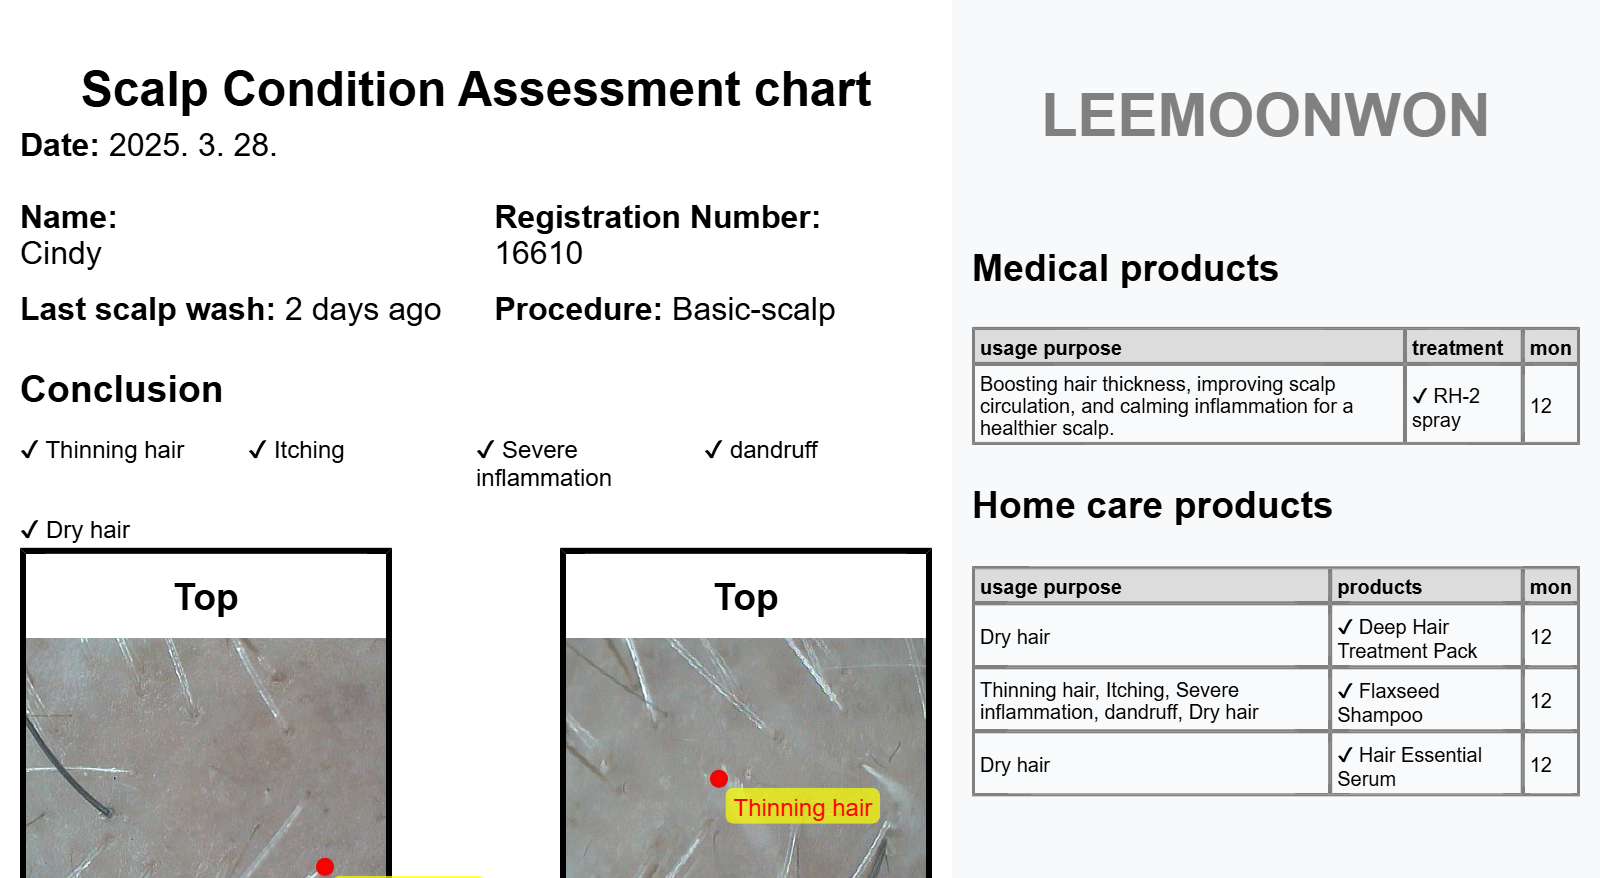 Scalp Condition Assessment chart
Date: 2025. 3. 28.
Name:
Cindy
Registration Number:
16610
Last scalp wash: 2 days ago
Procedure: Basic-scalp
Conclusion
✓ Thinning hair
✓ Itching
✓ Severe
inflammation
✓ dandruff
✓ Dry hair
Top
Top
Thinning hair
LEEMOONWON
Medical products
usage purpose treatment mon
Boosting hair thickness, improving scalp
circulation, and calming inflammation for a
healthier scalp.
✓ RH-2
spray
12
Home care products
usage purpose products mon
Dry hair
✓ Deep Hair
Treatment Pack
12
Thinning hair, Itching, Severe
inflammation, dandruff, Dry hair
✓ Flaxseed
Shampoo
12
Dry hair
✓ Hair Essential
Serum
12